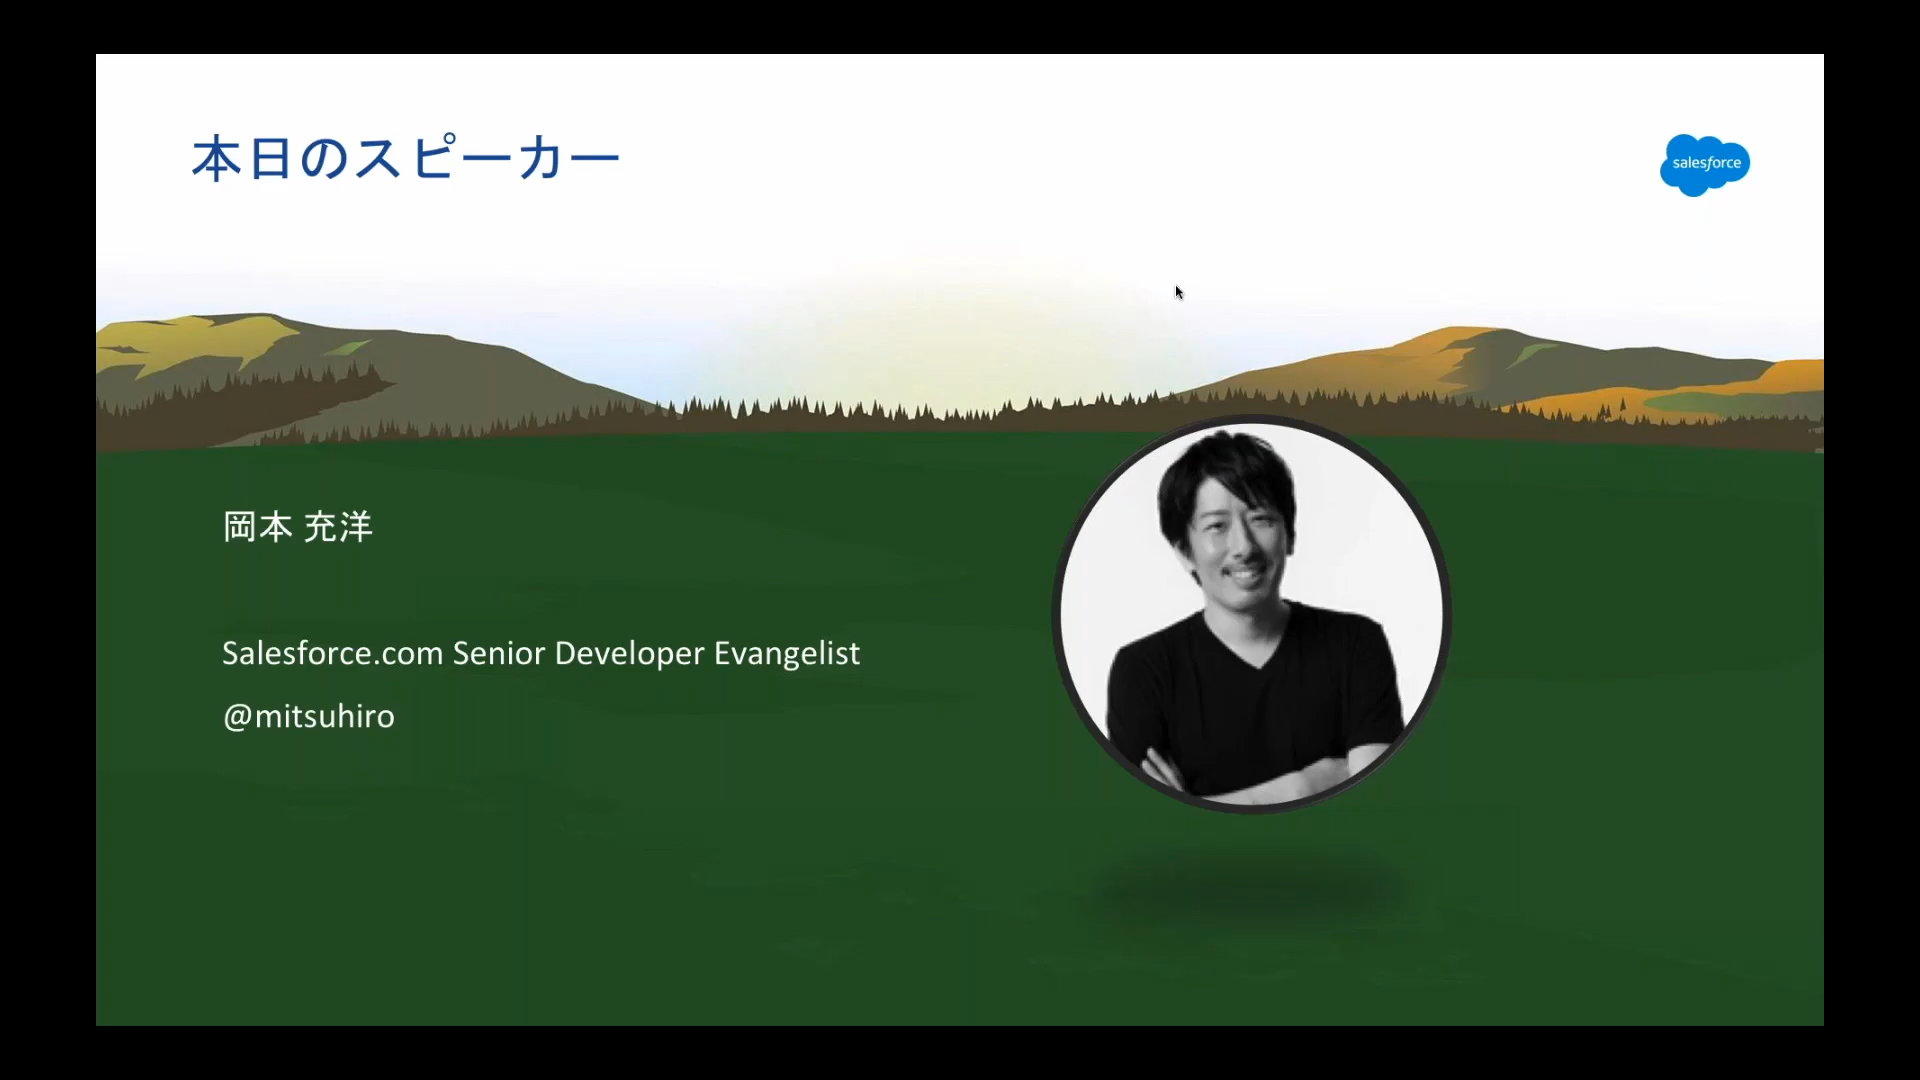 本日のスピーカー
salesforce
岡本 充洋
Salesforce.com Senior Developer Evangelist
@mitsuhiro